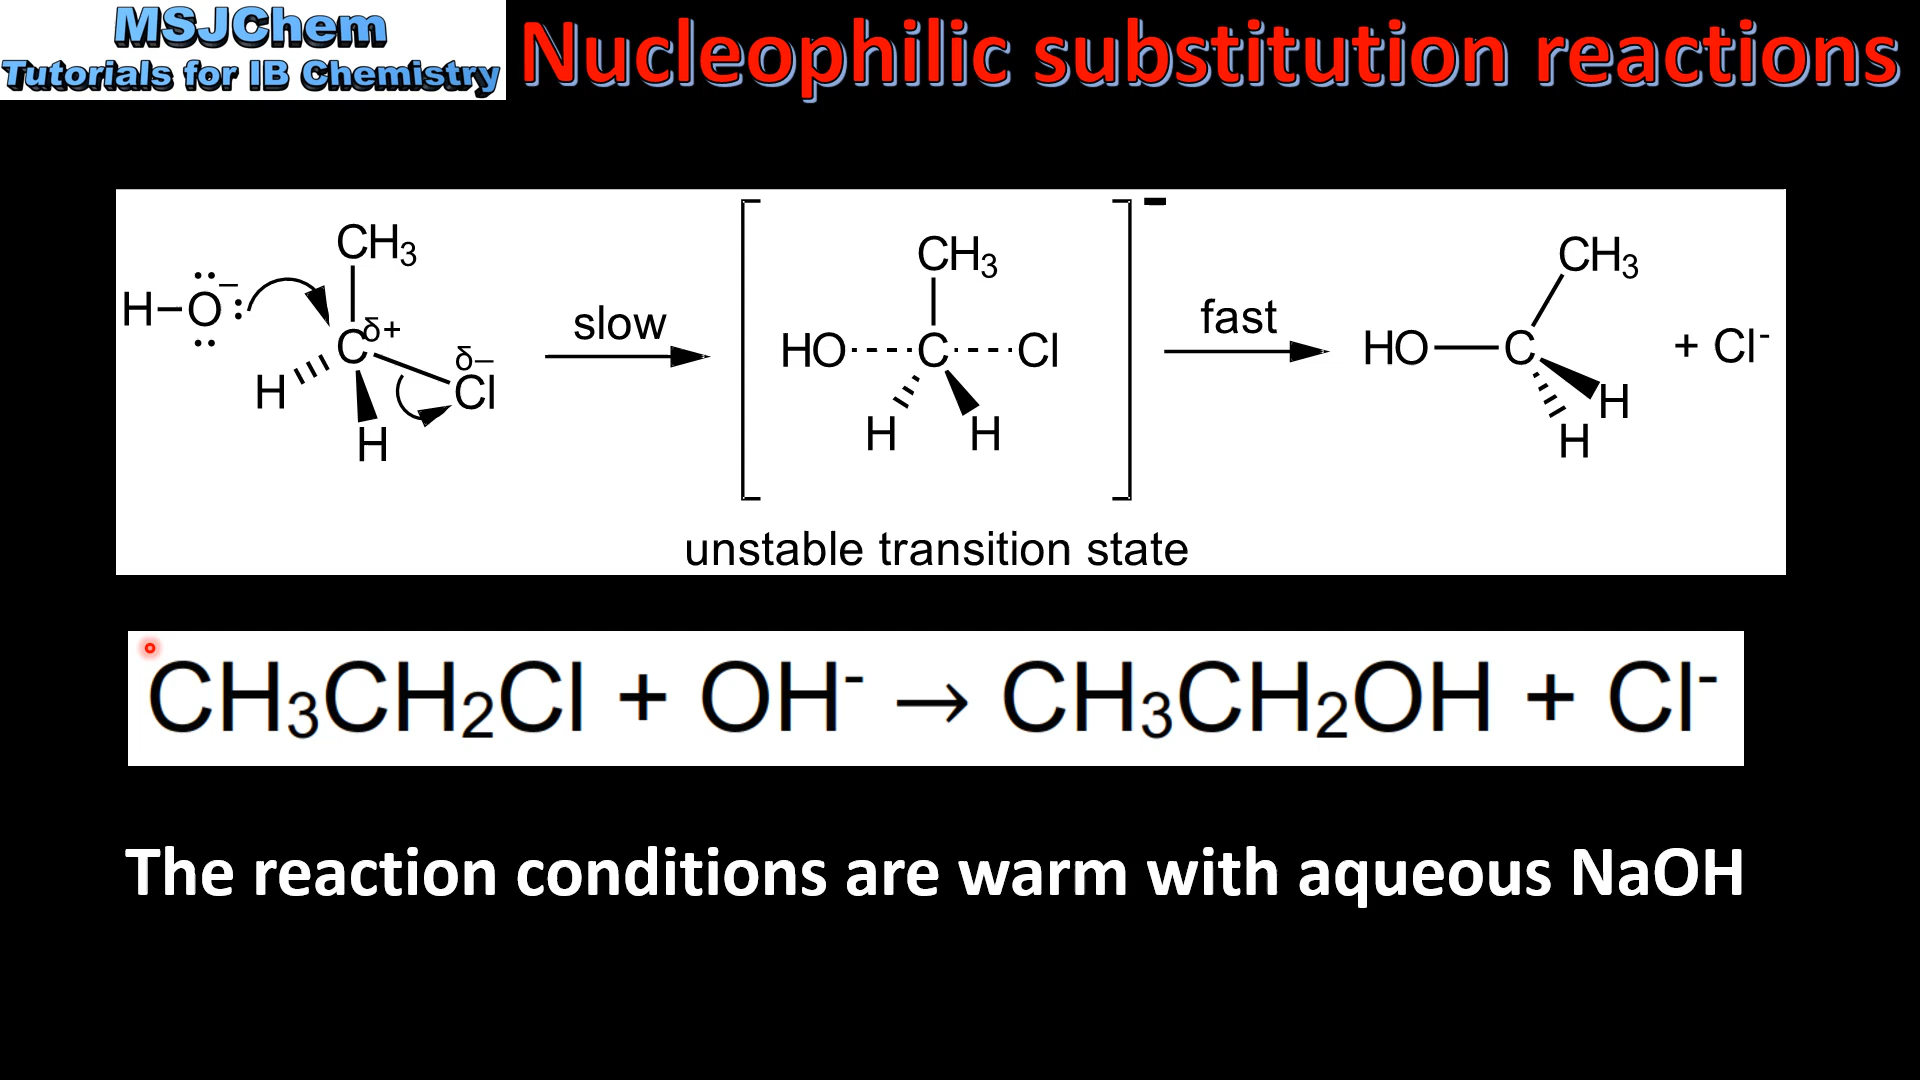 MSJChem
Tutorials for IB Chemistry
Nucleophilic substitution reactions
CH₃
H–O:⁻
C δ+
δ–
H
Cl
H
slow
[ ]⁻
CH₃
HO----C----Cl
H H
unstable transition state
fast
CH₃
HO—C
H
H
+ Cl⁻
CH₃CH₂Cl + OH⁻ → CH₃CH₂OH + Cl⁻
The reaction conditions are warm with aqueous NaOH